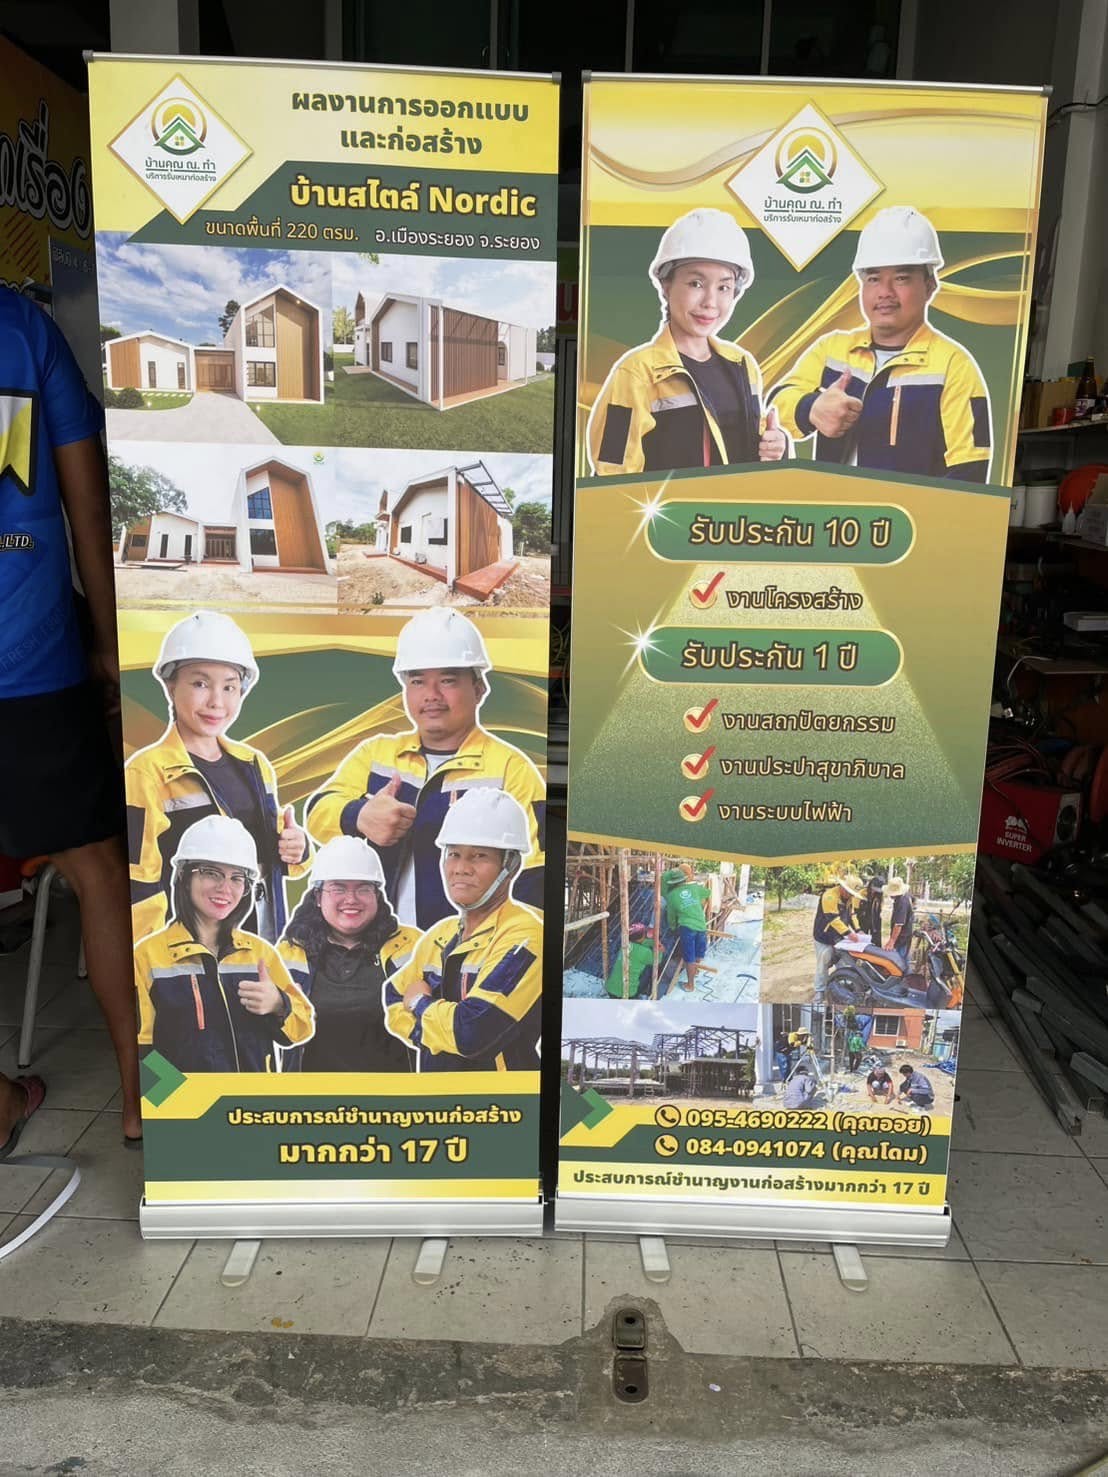 บ้านคุณ ณ. ทำ
บริการรับเหมาก่อสร้าง
ผลงานการออกแบบ
และก่อสร้าง
บ้านสไตล์ Nordic
ขนาดพื้นที่ 220 ตรม. อ.เมืองระยอง จ.ระยอง
ประสบการณ์ชำนาญงานก่อสร้าง
มากกว่า 17 ปี
บ้านคุณ ณ. ทำ
บริการรับเหมาก่อสร้าง
รับประกัน 10 ปี
งานโครงสร้าง
รับประกัน 1 ปี
งานสถาปัตยกรรม
งานประปาสุขาภิบาล
งานระบบไฟฟ้า
095-4690222 (คุณออย)
084-0941074 (คุณโดม)
ประสบการณ์ชำนาญงานก่อสร้างมากกว่า 17 ปี
LTD.
SUPER
INVERTER